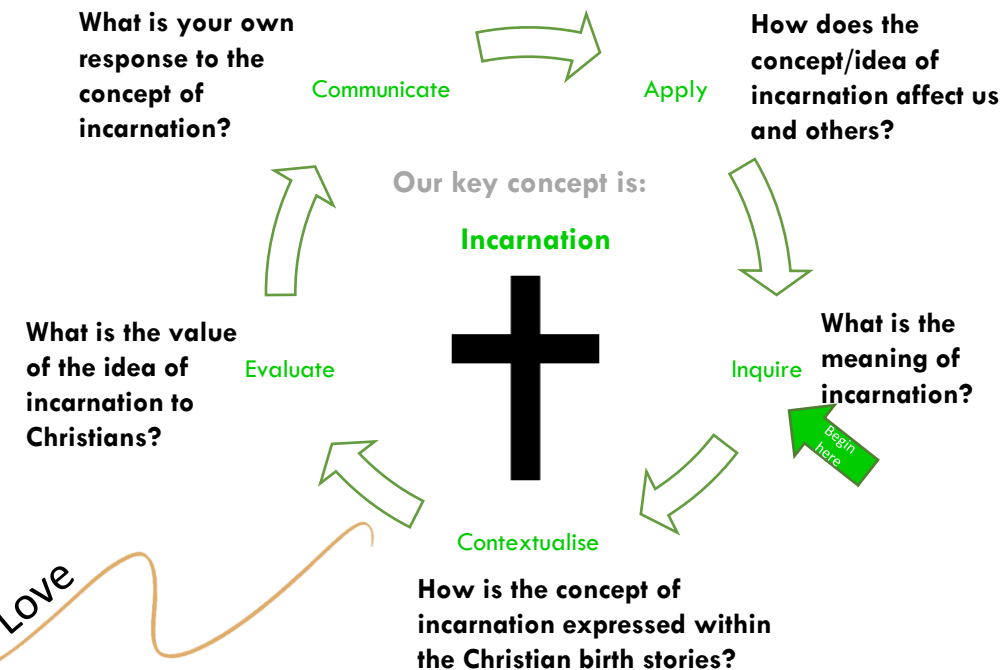 What is your own
response to the
concept of
incarnation?
Communicate
Apply
How does the
concept/idea of
incarnation affect us
and others?
Our key concept is:
Incarnation
What is the value
of the idea of
incarnation to
Christians?
Evaluate
Inquire
What is the
meaning of
incarnation?
Begin
here
Contextualise
How is the concept of
incarnation expressed within
the Christian birth stories?
Love